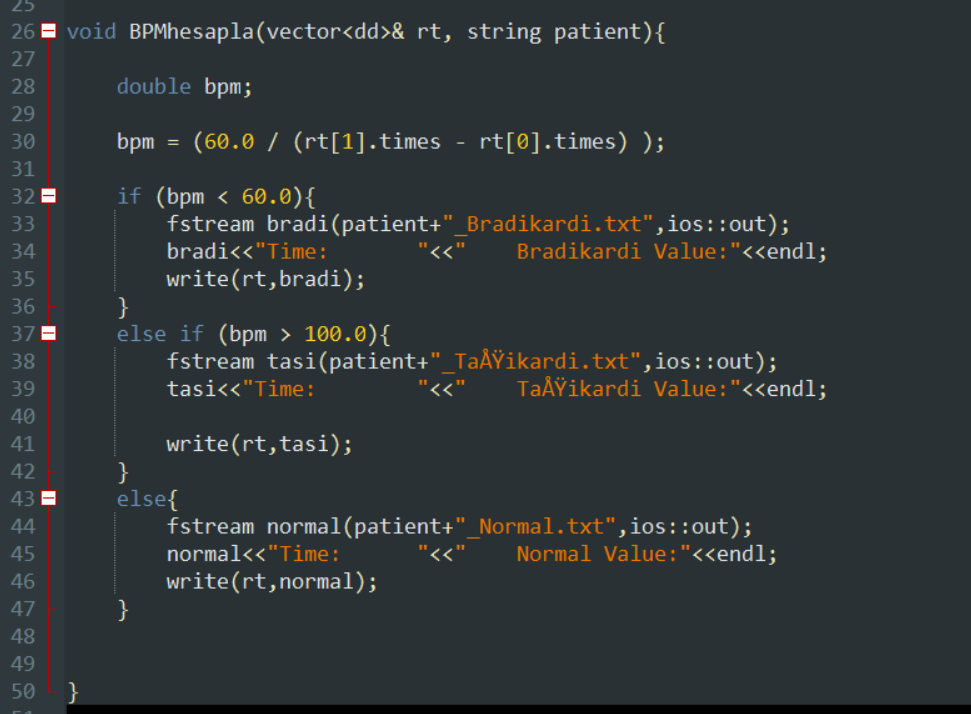 25
26 void BPMhesapla(vector<dd>& rt, string patient){
27
28     double bpm;
29
30     bpm = (60.0 / (rt[1].times - rt[0].times) );
31
32     if (bpm < 60.0){
33         fstream bradi(patient+"_Bradikardi.txt",ios::out);
34         bradi<<"Time:       "<<"    Bradikardi Value:"<<endl;
35         write(rt,bradi);
36     }
37     else if (bpm > 100.0){
38         fstream tasi(patient+"_TaÅŸikardi.txt",ios::out);
39         tasi<<"Time:        "<<"    TaÅŸikardi Value:"<<endl;
40
41         write(rt,tasi);
42     }
43     else{
44         fstream normal(patient+"_Normal.txt",ios::out);
45         normal<<"Time:      "<<"    Normal Value:"<<endl;
46         write(rt,normal);
47     }
48
49
50 }
51